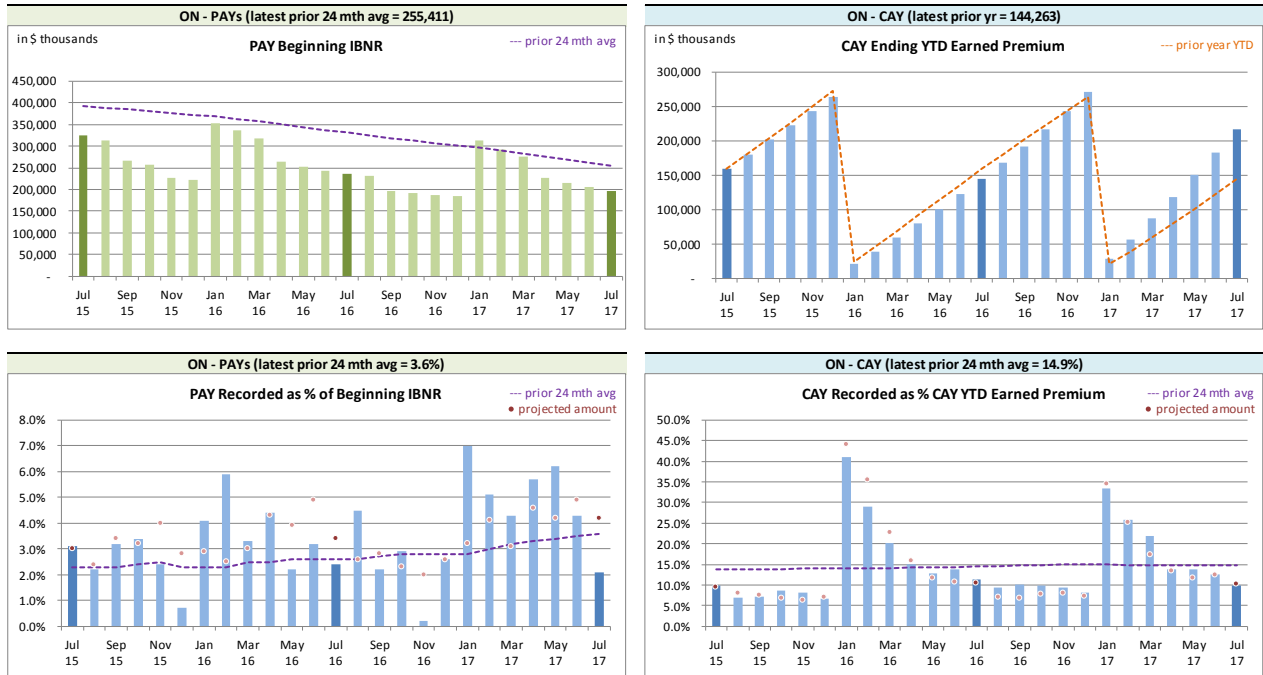 ON - PAYs (latest prior 24 mth avg = 255,411)
in $ thousands
PAY Beginning IBNR
--- prior 24 mth avg
450,000
400,000
350,000
300,000
250,000
200,000
150,000
100,000
50,000
-
Jul Sep Nov Jan Mar May Jul Sep Nov Jan Mar May Jul
15 15 15 16 16 16 16 16 16 17 17 17 17
ON - CAY (latest prior yr = 144,263)
in $ thousands
CAY Ending YTD Earned Premium
--- prior year YTD
300,000
250,000
200,000
150,000
100,000
50,000
-
Jul Sep Nov Jan Mar May Jul Sep Nov Jan Mar May Jul
15 15 15 16 16 16 16 16 16 17 17 17 17
ON - PAYs (latest prior 24 mth avg = 3.6%)
PAY Recorded as % of Beginning IBNR
--- prior 24 mth avg
• projected amount
8.0%
7.0%
6.0%
5.0%
4.0%
3.0%
2.0%
1.0%
0.0%
Jul Sep Nov Jan Mar May Jul Sep Nov Jan Mar May Jul
15 15 15 16 16 16 16 16 16 17 17 17 17
ON - CAY (latest prior 24 mth avg = 14.9%)
CAY Recorded as % CAY YTD Earned Premium
--- prior 24 mth avg
• projected amount
50.0%
45.0%
40.0%
35.0%
30.0%
25.0%
20.0%
15.0%
10.0%
5.0%
0.0%
Jul Sep Nov Jan Mar May Jul Sep Nov Jan Mar May Jul
15 15 15 16 16 16 16 16 16 17 17 17 17